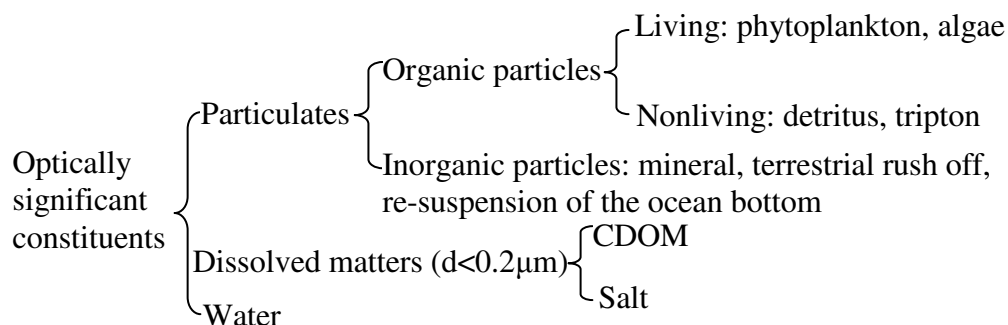 Optically
significant
constituents
Particulates
Organic particles
Living: phytoplankton, algae
Nonliving: detritus, tripton
Inorganic particles: mineral, terrestrial rush off,
re-suspension of the ocean bottom
Dissolved matters (d<0.2μm)
CDOM
Salt
Water